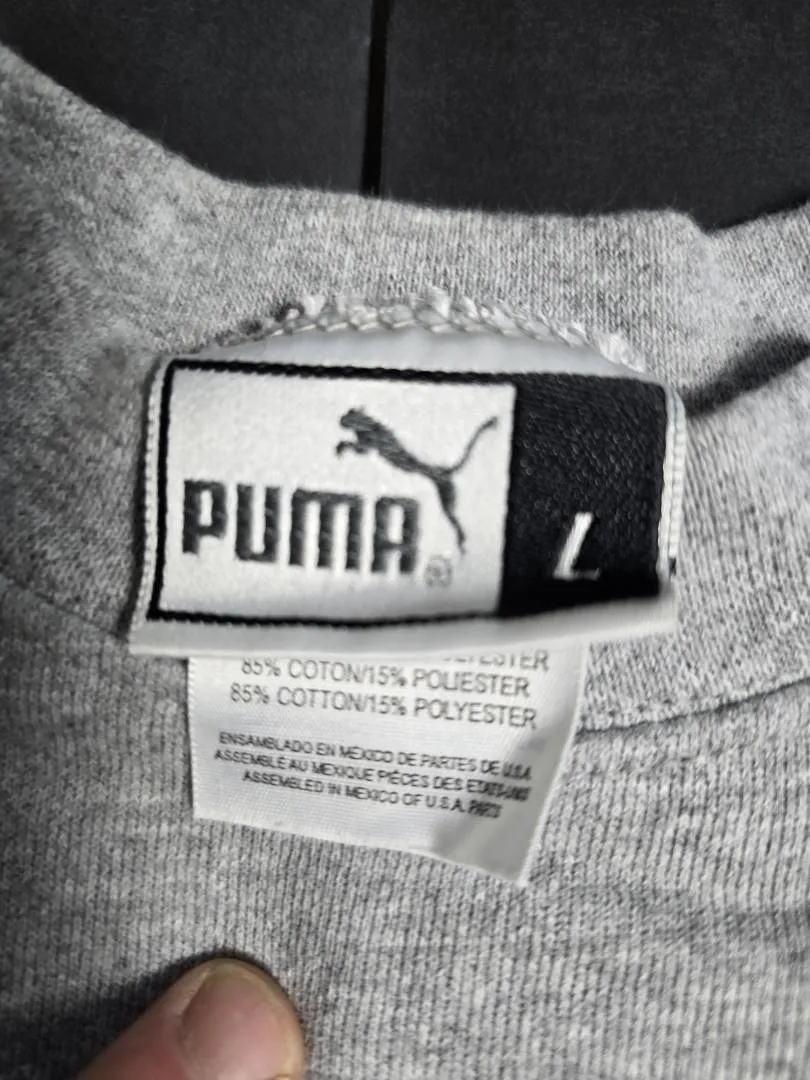 PUMA®
L
85% COTON/15% POLIESTER
85% COTTON/15% POLYESTER
ENSAMBLADO EN MEXICO DE PARTES DE U.S.A.
ASSEMBLÉ AU MEXIQUE PIÈCES DES ETATS-UNIS
ASSEMBLED IN MEXICO OF U.S.A. PARTS